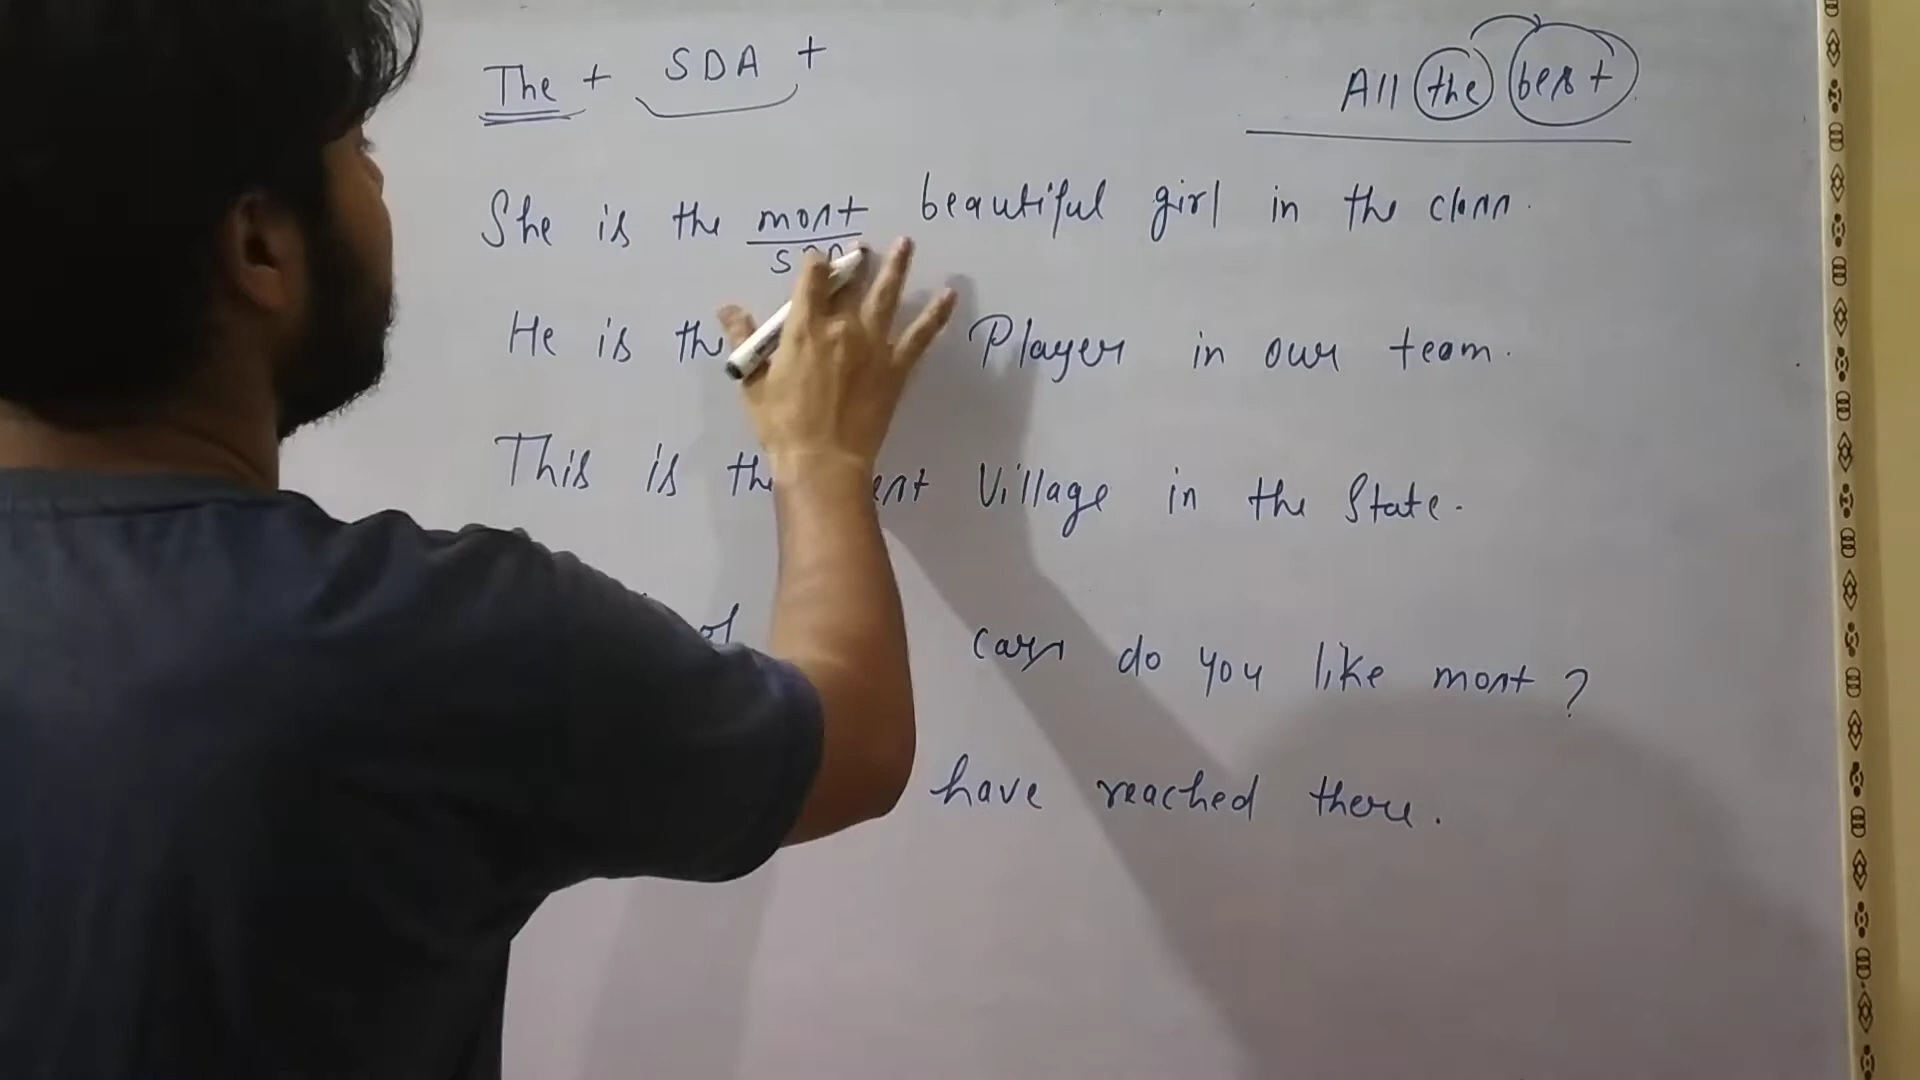 The + SDA +
All the best
She is the most beautiful girl in the class.
SDA
He is the Player in our team.
This is the Village in the State.
of cars do you like most ?
have reached there.